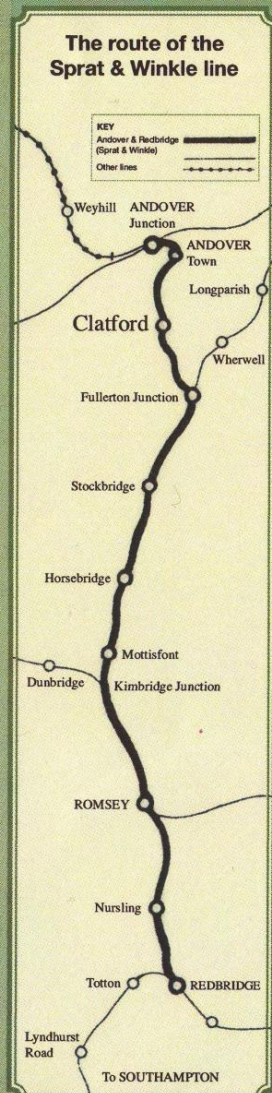 The route of the
Sprat & Winkle line
KEY
Andover & Redbridge
(Sprat & Winkle)
Other lines
Weyhill
ANDOVER
Junction
ANDOVER
Town
Longparish
Clatford
Wherwell
Fullerton Junction
Stockbridge
Horsebridge
Mottisfont
Dunbridge
Kimbridge Junction
ROMSEY
Nursling
Totton
REDBRIDGE
Lyndhurst
Road
To SOUTHAMPTON